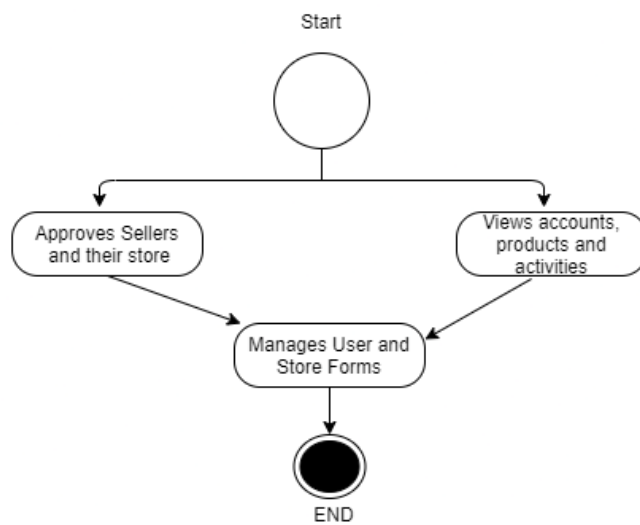 Start
Approves Sellers
and their store
Views accounts,
products and
activities
Manages User and
Store Forms
END